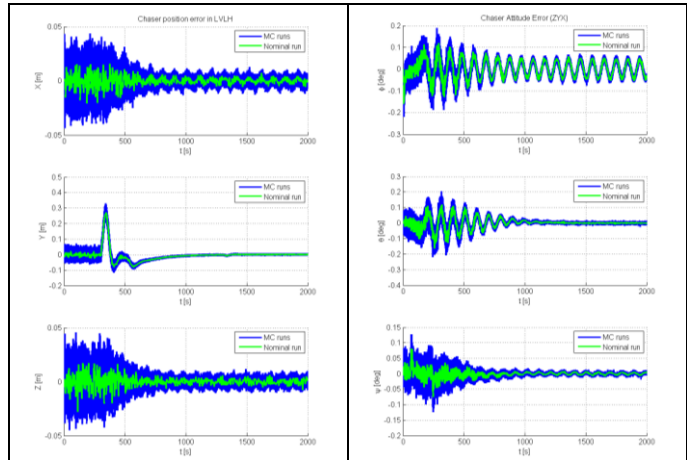 Chaser position error in LVLH
0.05
0
-0.05
X [m]
MC runs
Nominal run
0 500 1000 1500 2000
t [s]
0.5
0.4
0.3
0.2
0.1
0
-0.1
-0.2
Y [m]
MC runs
Nominal run
0 500 1000 1500 2000
t [s]
0.05
0
-0.05
Z [m]
MC runs
Nominal run
0 500 1000 1500 2000
t [s]
Chaser Attitude Error (ZYX)
0.2
0.1
0
-0.1
-0.2
-0.3
φ [deg]
MC runs
Nominal run
0 500 1000 1500 2000
t [s]
0.3
0.2
0.1
0
-0.1
-0.2
-0.3
-0.4
θ [deg]
MC runs
Nominal run
0 500 1000 1500 2000
t [s]
0.15
0.1
0.05
0
-0.05
-0.1
-0.15
-0.2
ψ [deg]
MC runs
Nominal run
0 500 1000 1500 2000
t [s]